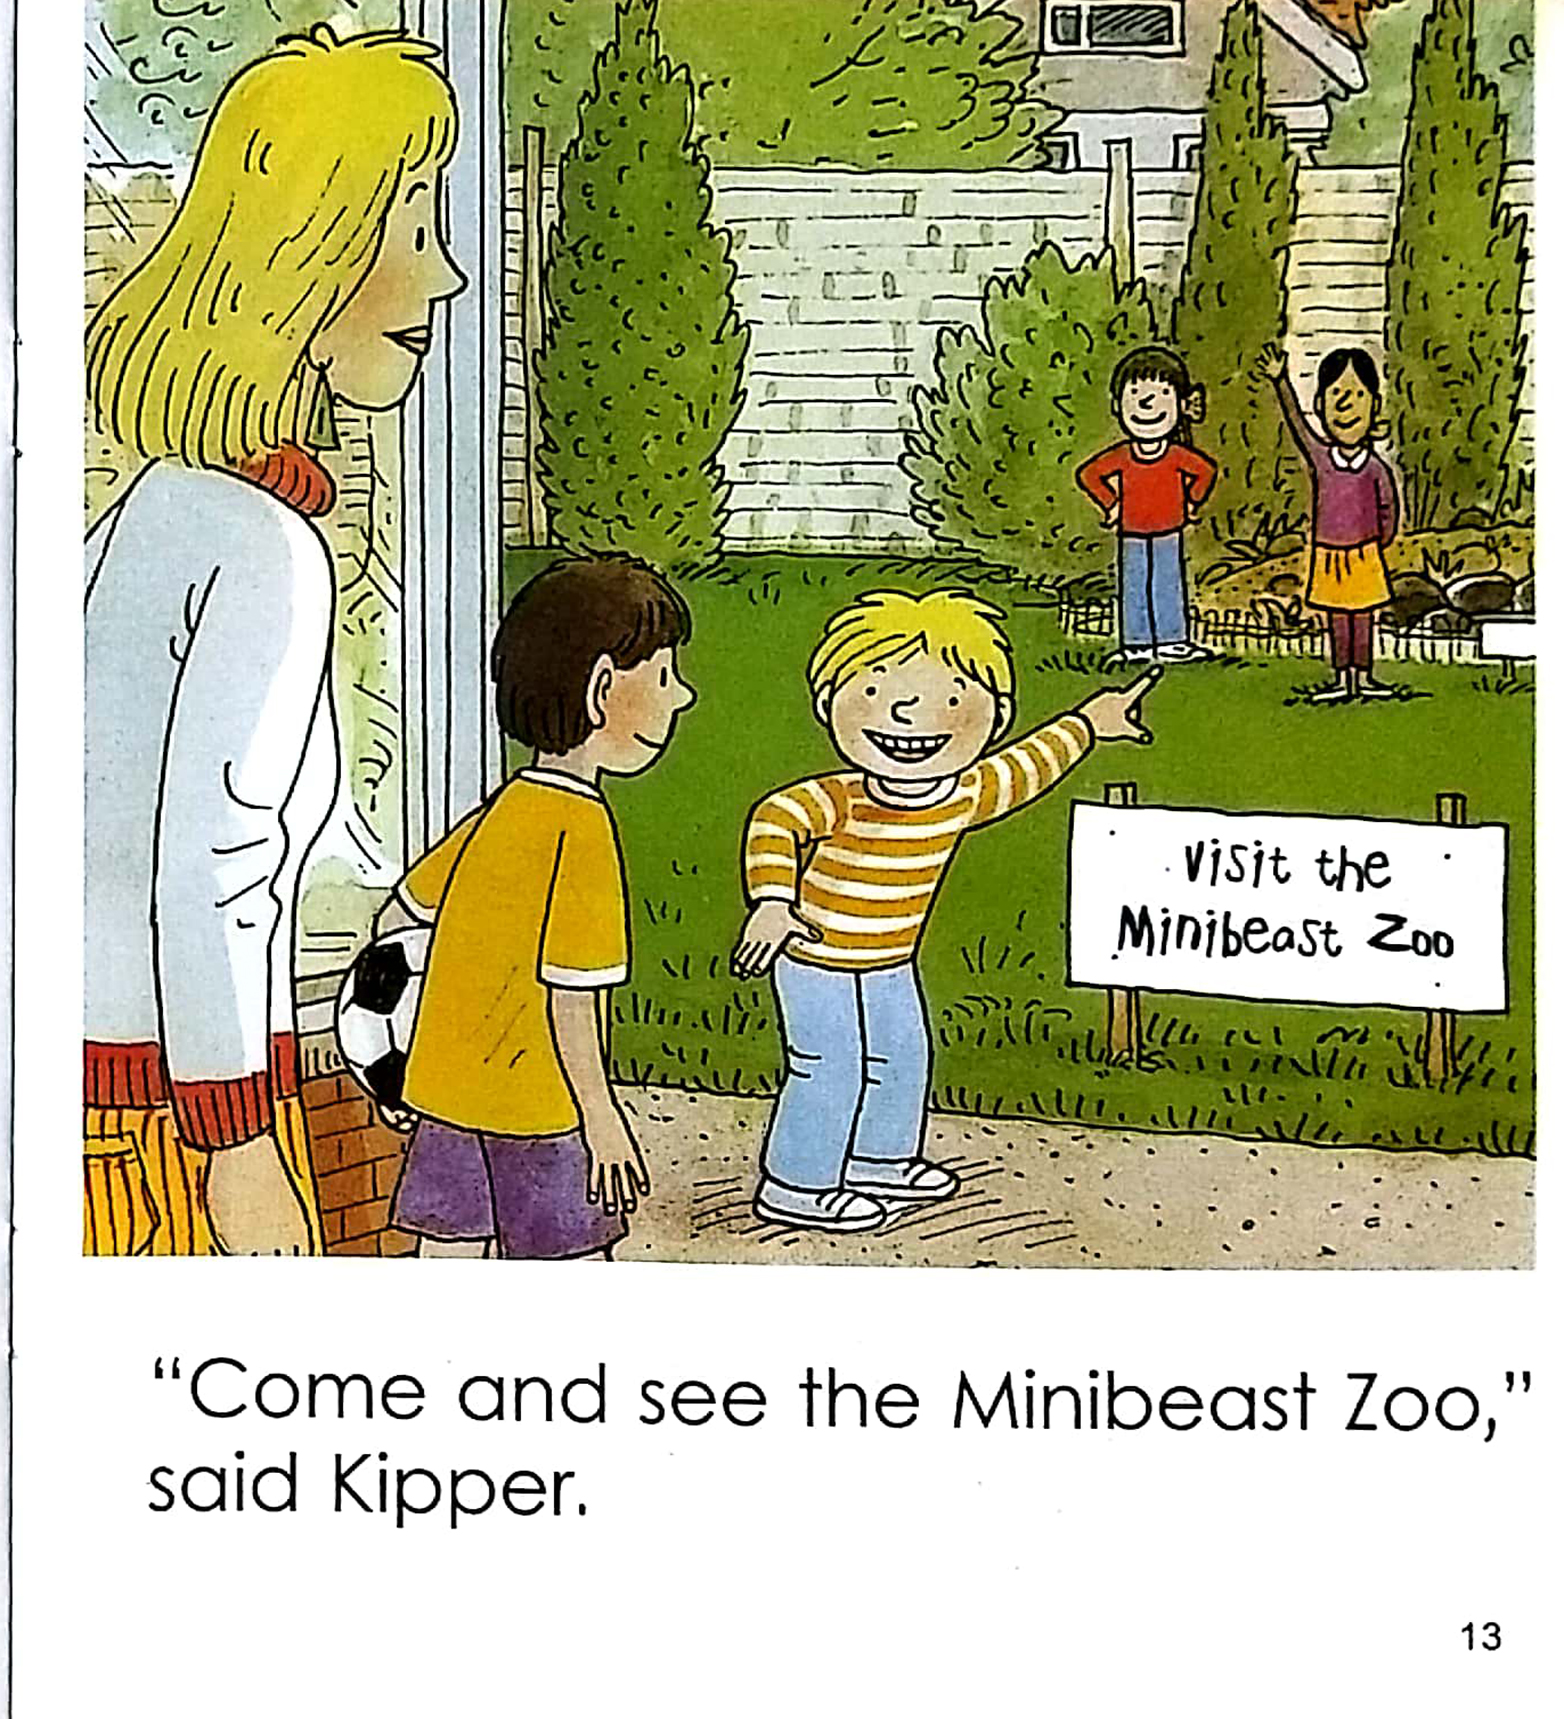 Visit the
Minibeast Zoo
“Come and see the Minibeast Zoo,”
said Kipper.
13